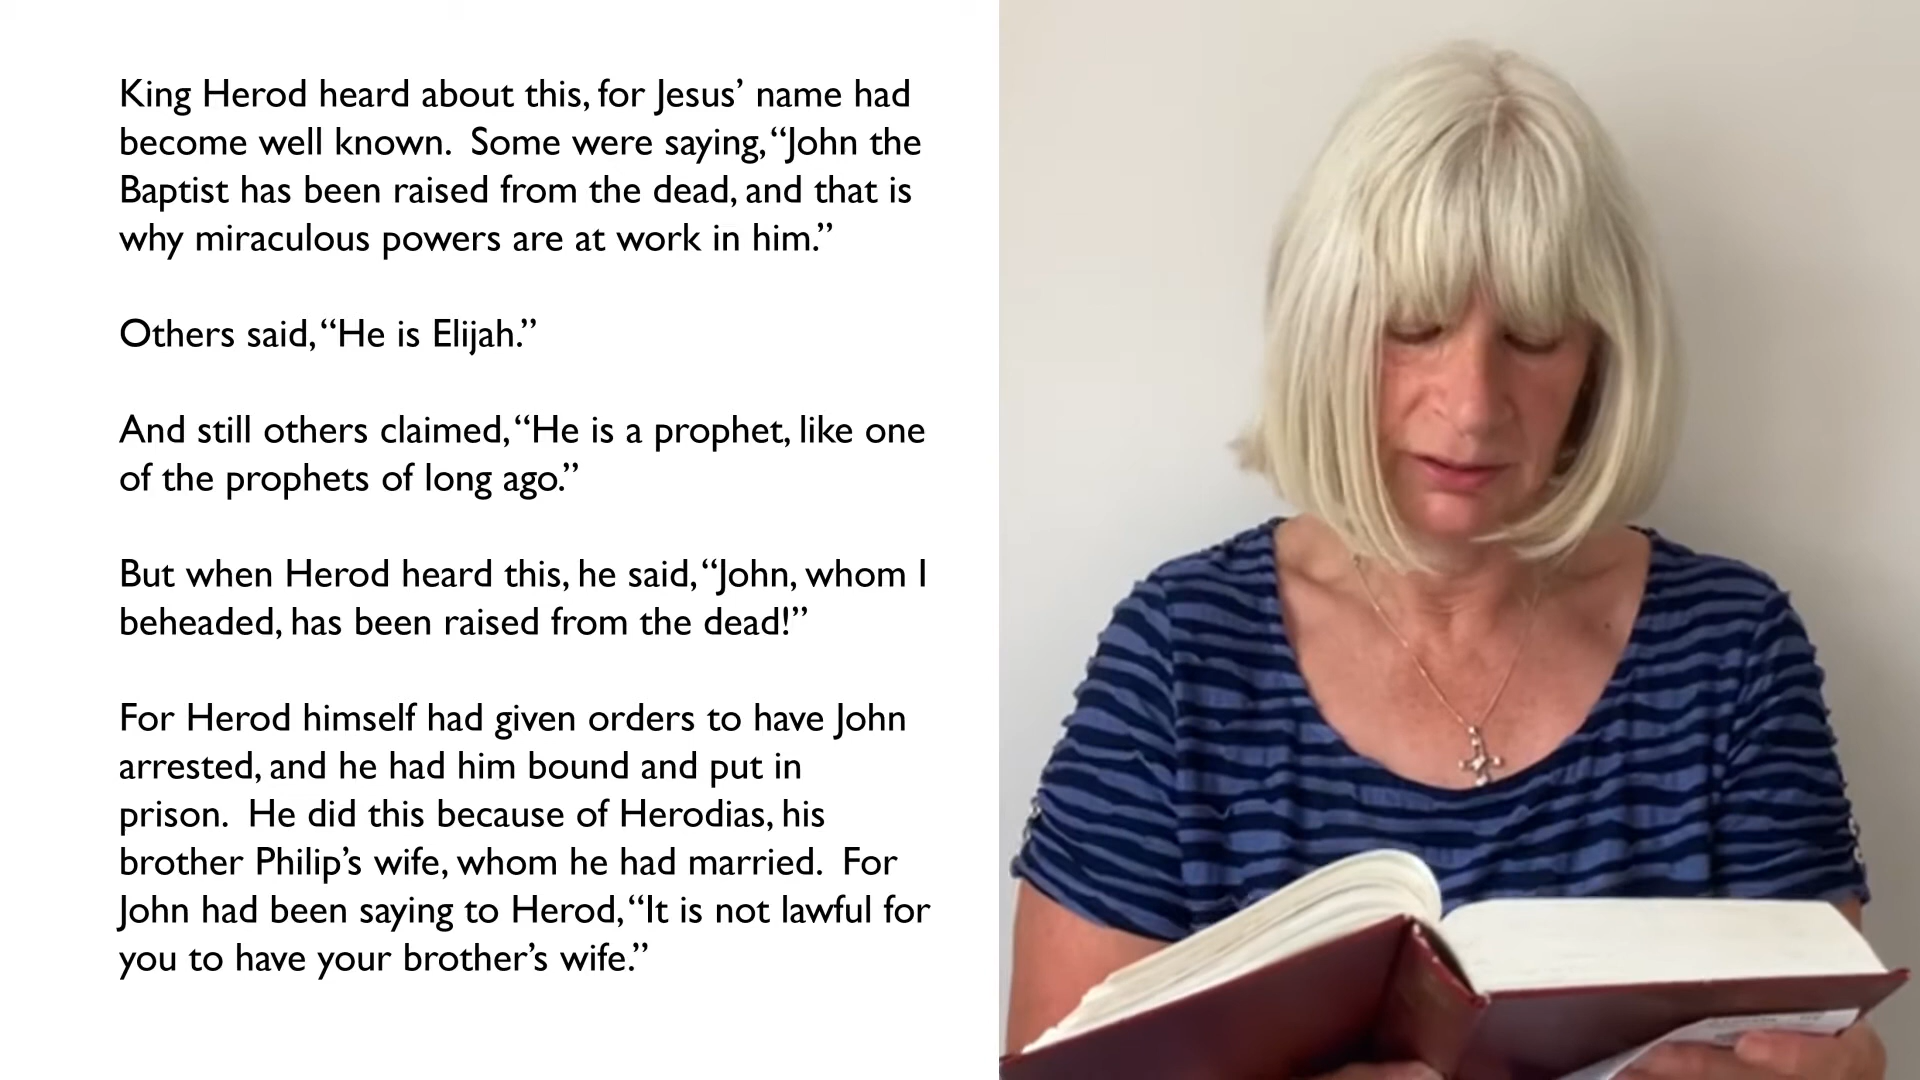 King Herod heard about this, for Jesus’ name had
become well known.  Some were saying, “John the
Baptist has been raised from the dead, and that is
why miraculous powers are at work in him.”
Others said, “He is Elijah.”
And still others claimed, “He is a prophet, like one
of the prophets of long ago.”
But when Herod heard this, he said, “John, whom I
beheaded, has been raised from the dead!”
For Herod himself had given orders to have John
arrested, and he had him bound and put in
prison.  He did this because of Herodias, his
brother Philip’s wife, whom he had married.  For
John had been saying to Herod, “It is not lawful for
you to have your brother’s wife.”